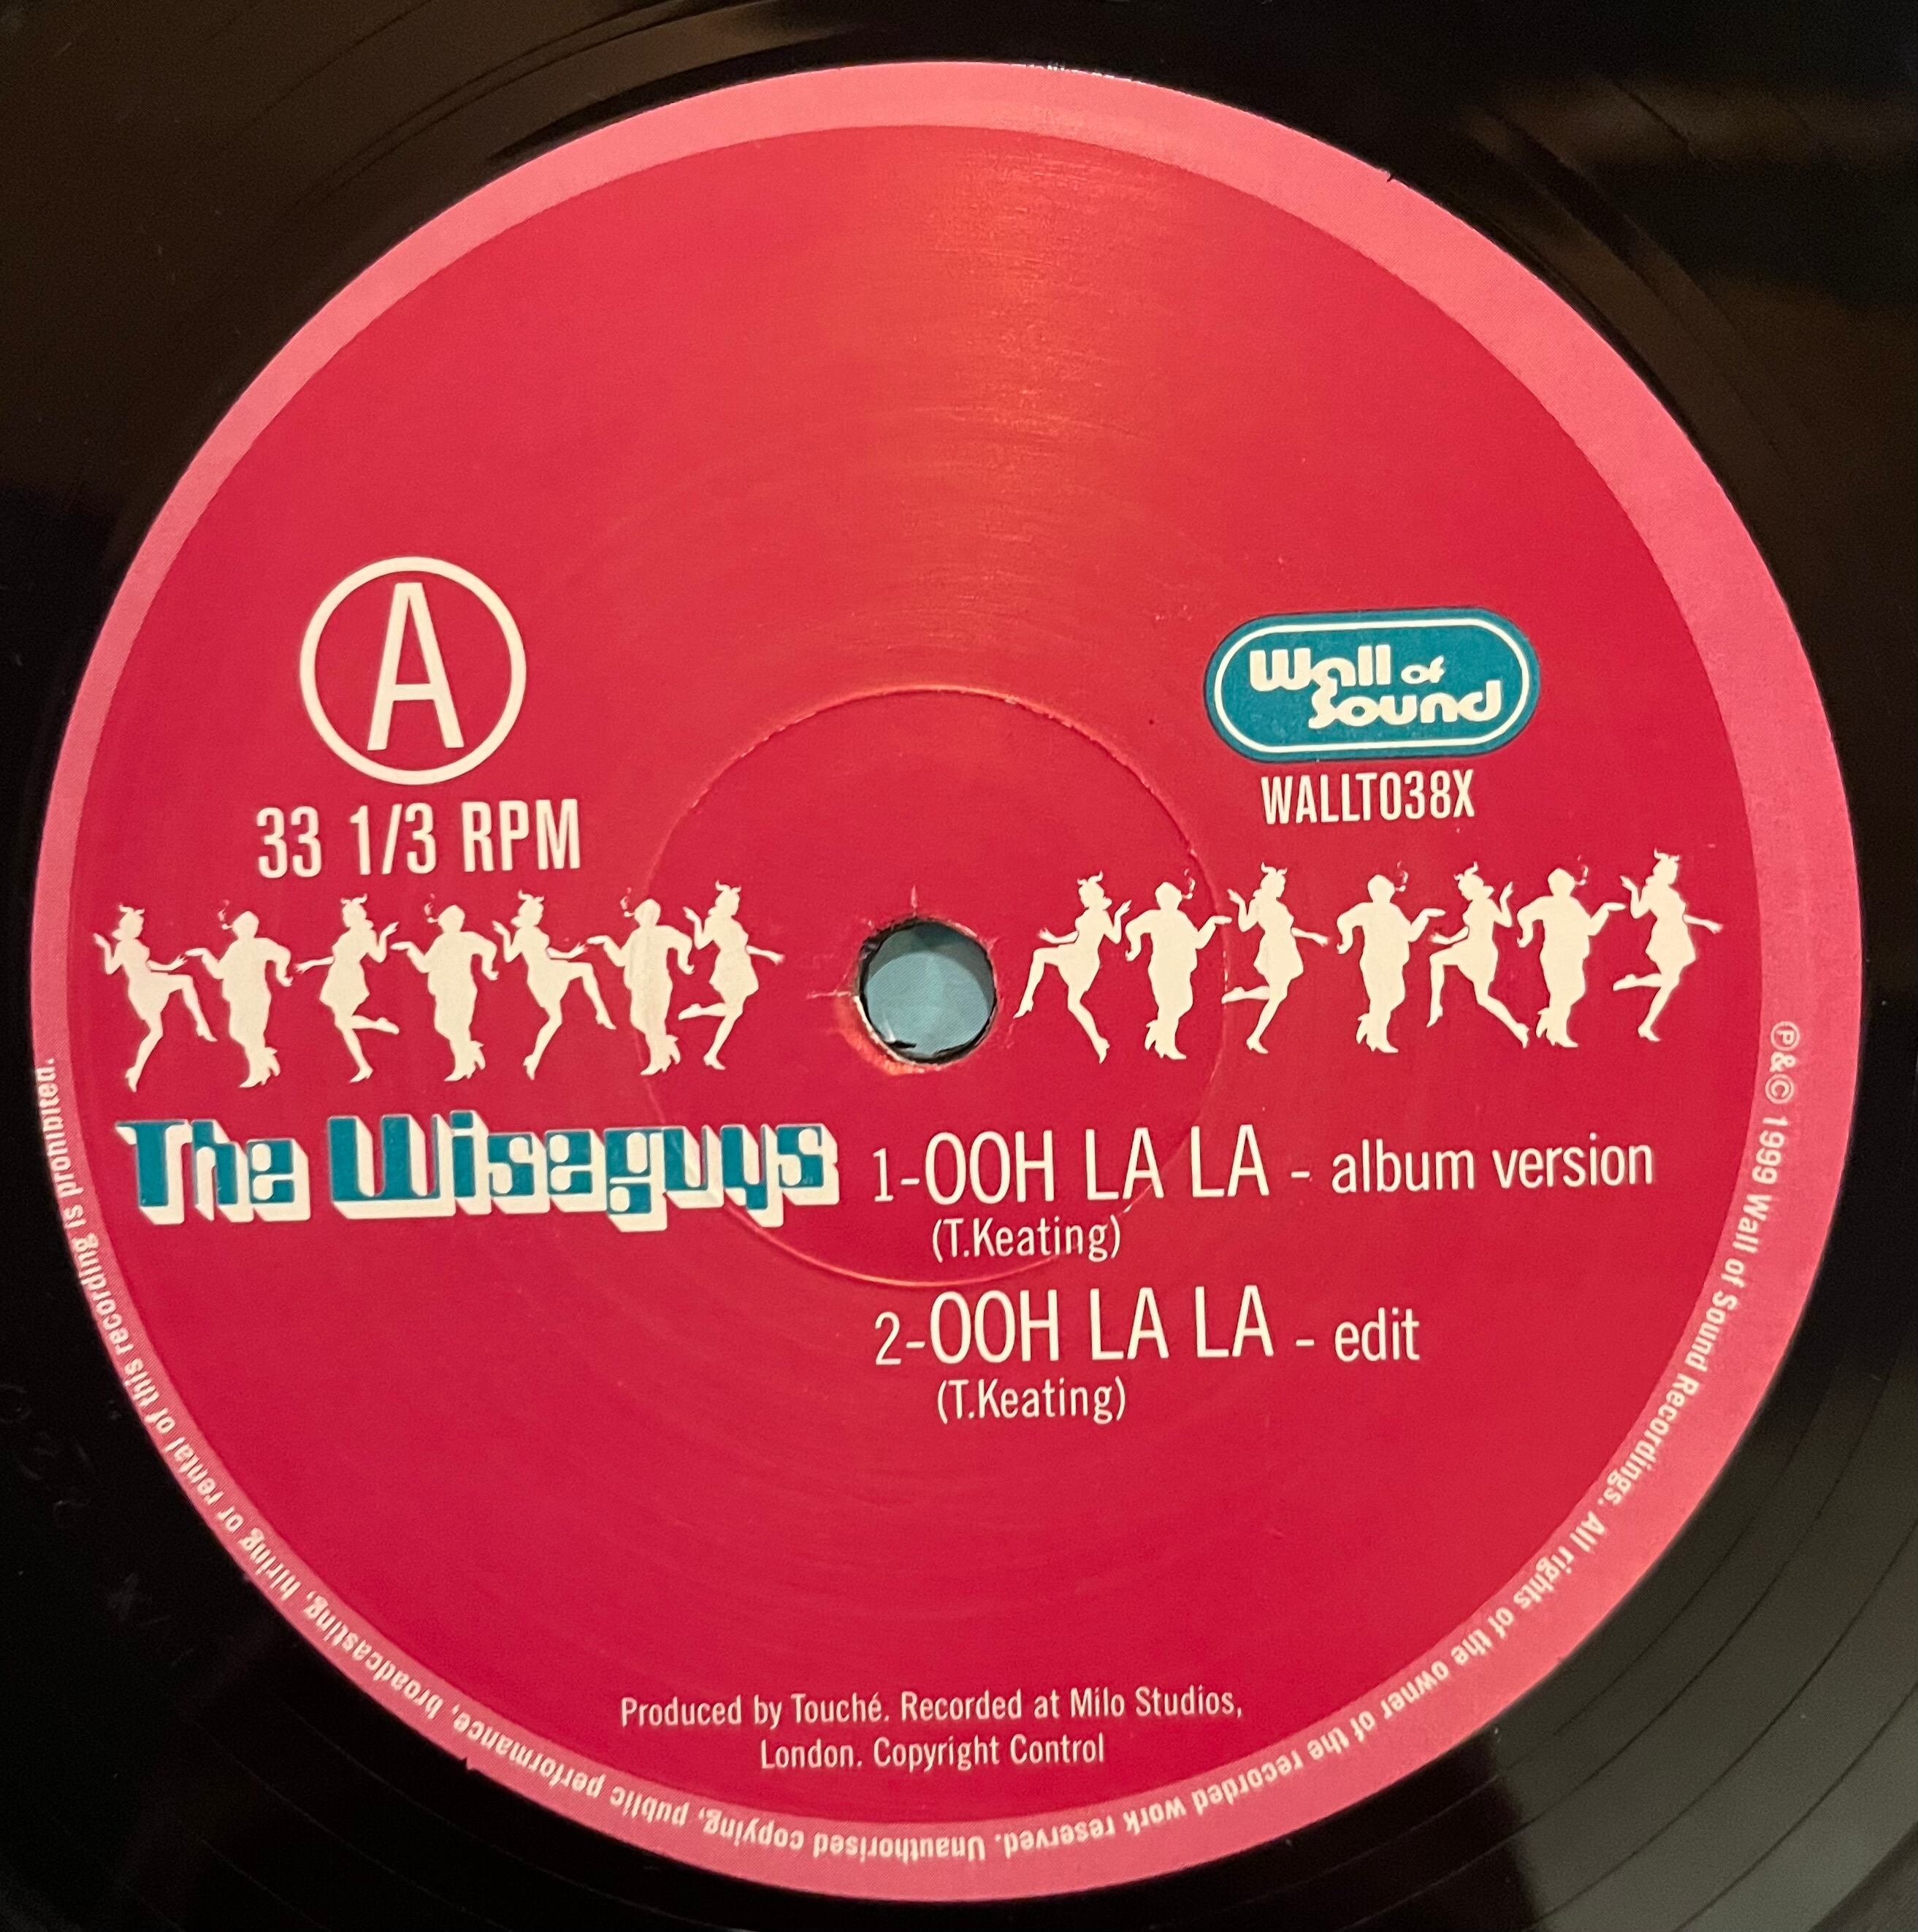 A
33 1/3 RPM
Wall of
Sound
WALLT038X
The Wiseguys
1-OOH LA LA - album version
(T.Keating)
2-OOH LA LA - edit
(T.Keating)
Produced by Touché. Recorded at Milo Studios,
London. Copyright Control
℗&© 1999 Wall of Sound Recordings. All rights of the owner of the recorded work reserved. Unauthorised copying, public performance, broadcasting, hiring or rental of this recording is prohibited.